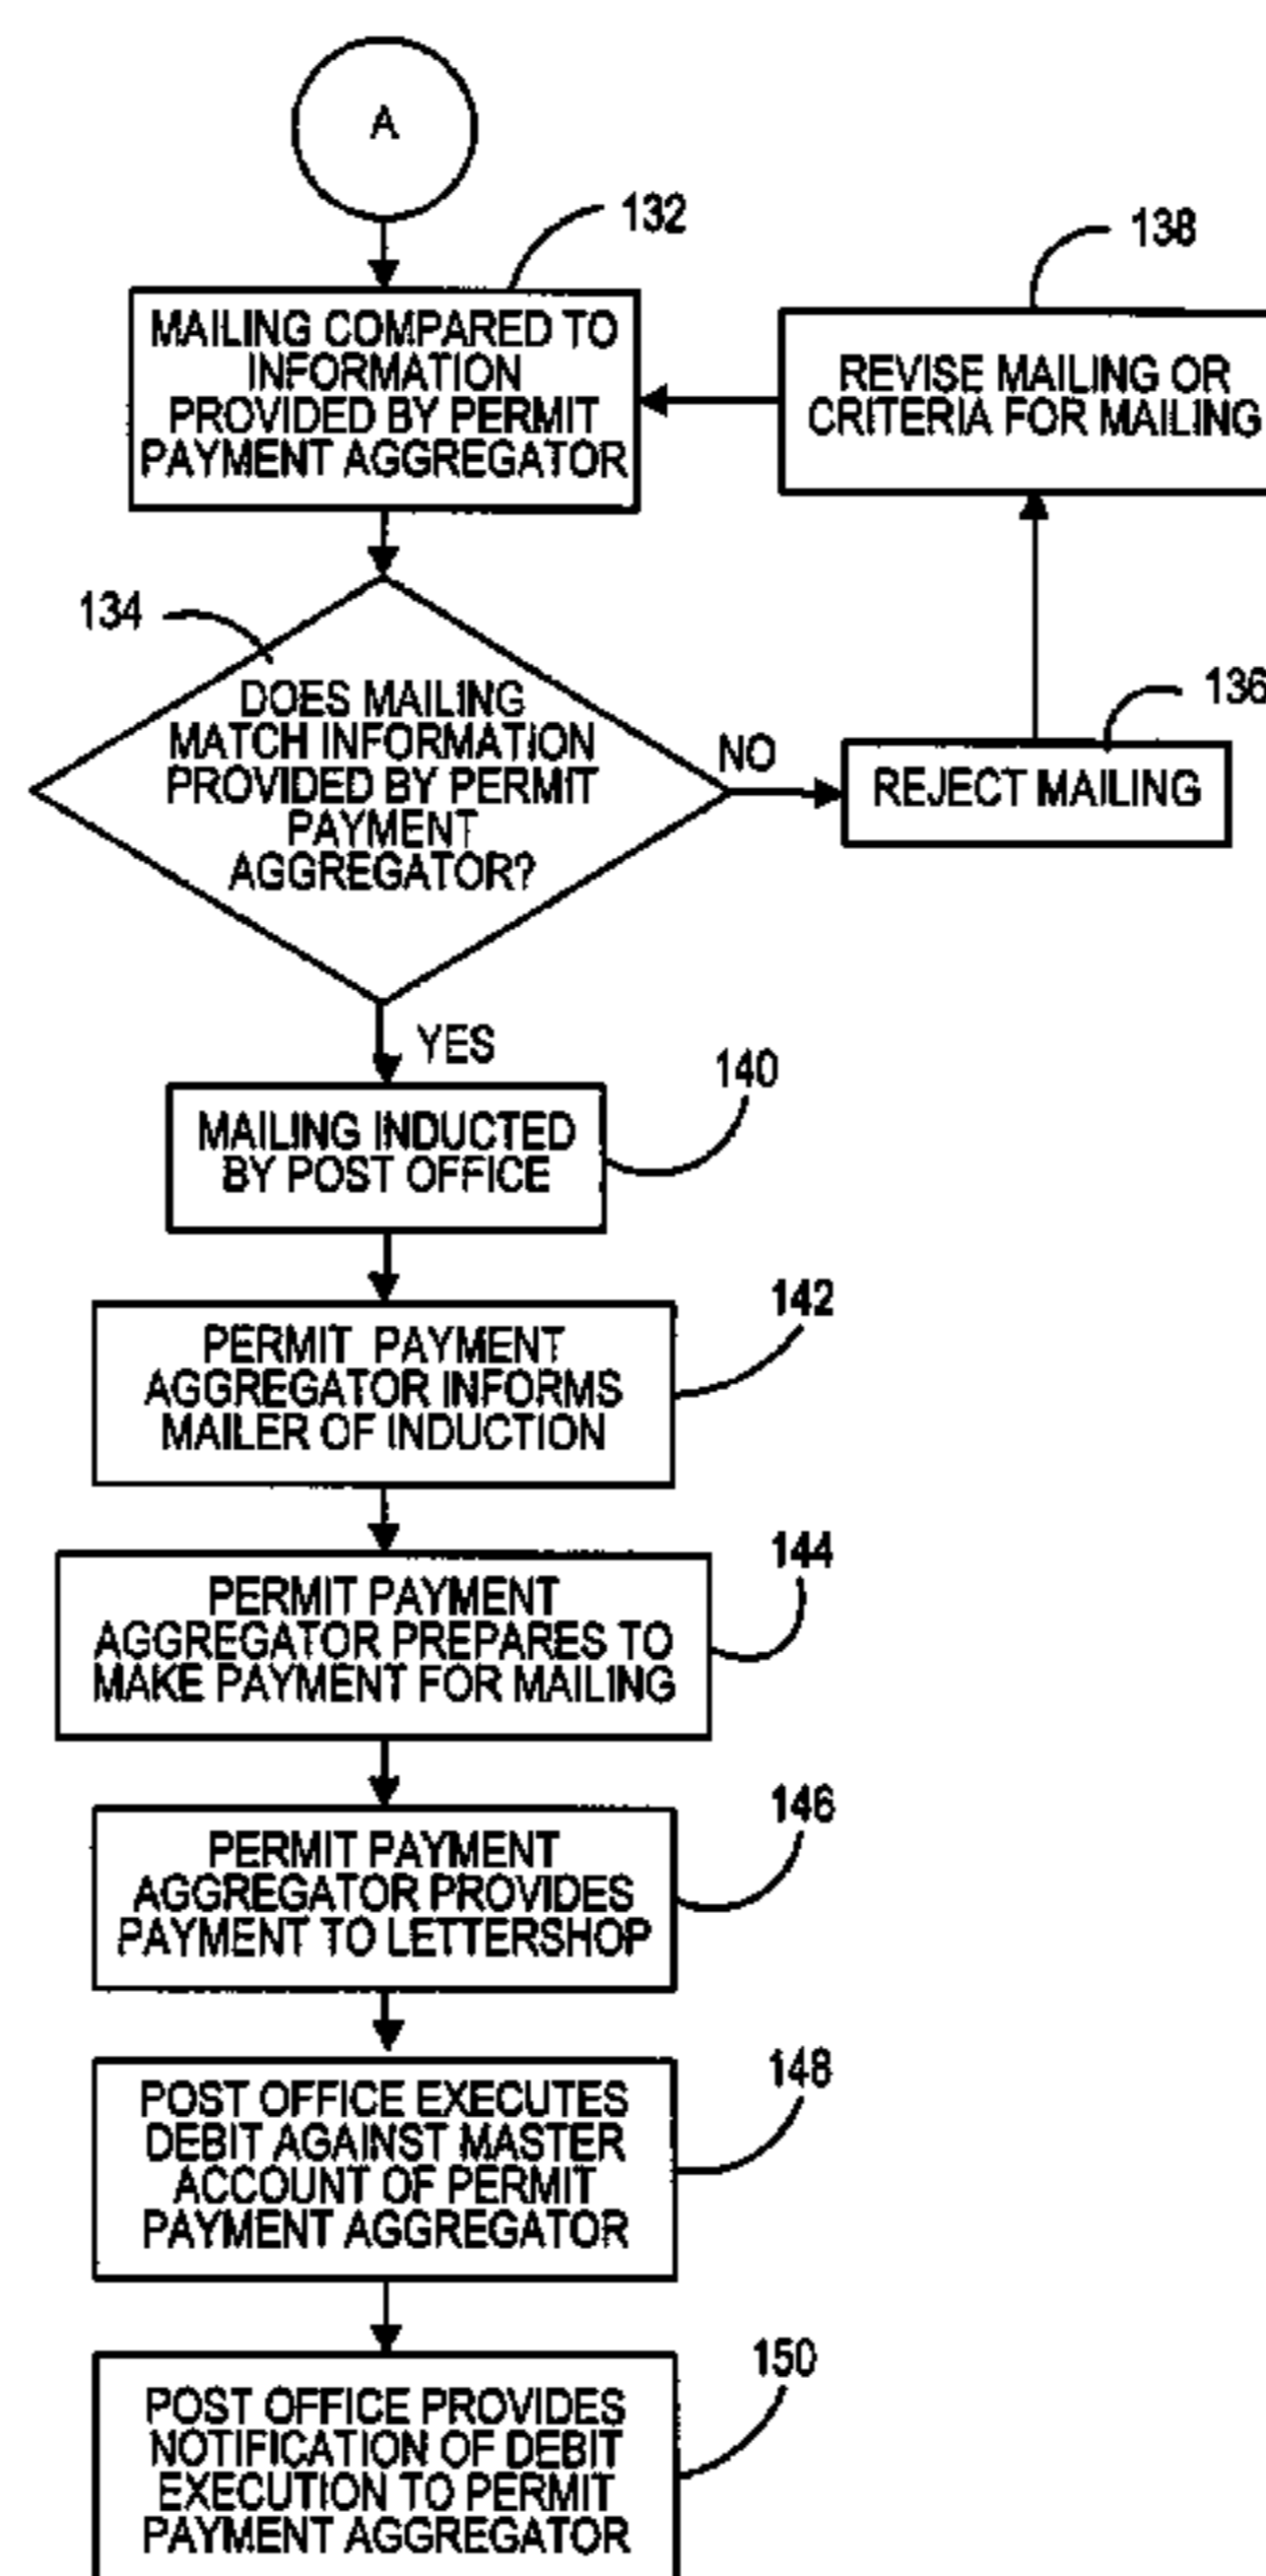 A
132
MAILING COMPARED TO
INFORMATION
PROVIDED BY PERMIT
PAYMENT AGGREGATOR
138
REVISE MAILING OR
CRITERIA FOR MAILING
134
DOES MAILING
MATCH INFORMATION
PROVIDED BY PERMIT
PAYMENT
AGGREGATOR?
NO
136
REJECT MAILING
YES
140
MAILING INDUCTED
BY POST OFFICE
142
PERMIT PAYMENT
AGGREGATOR INFORMS
MAILER OF INDUCTION
144
PERMIT PAYMENT
AGGREGATOR PREPARES TO
MAKE PAYMENT FOR MAILING
146
PERMIT PAYMENT
AGGREGATOR PROVIDES
PAYMENT TO LETTERSHOP
148
POST OFFICE EXECUTES
DEBIT AGAINST MASTER
ACCOUNT OF PERMIT
PAYMENT AGGREGATOR
150
POST OFFICE PROVIDES
NOTIFICATION OF DEBIT
EXECUTION TO PERMIT
PAYMENT AGGREGATOR